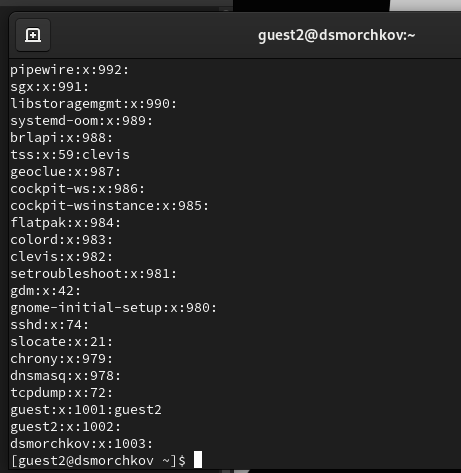 guest2@dsmorchkov:~
pipewire:x:992:
sgx:x:991:
libstoragemgmt:x:990:
systemd-oom:x:989:
brlapi:x:988:
tss:x:59:clevis
geoclue:x:987:
cockpit-ws:x:986:
cockpit-wsinstance:x:985:
flatpak:x:984:
colord:x:983:
clevis:x:982:
setroubleshoot:x:981:
gdm:x:42:
gnome-initial-setup:x:980:
sshd:x:74:
slocate:x:21:
chrony:x:979:
dnsmasq:x:978:
tcpdump:x:72:
guest:x:1001:guest2
guest2:x:1002:
dsmorchkov:x:1003:
[guest2@dsmorchkov ~]$